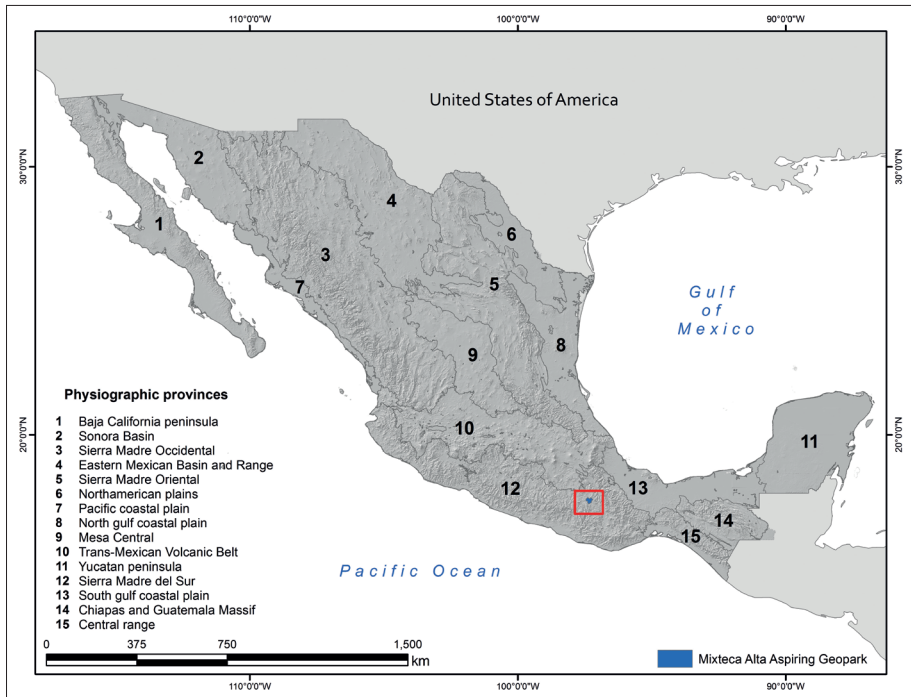 110°0'0"W 100°0'0"W 90°0'0"W
United States of America
30°0'0"N 30°0'0"N
2
4
1
6
3
5
7
Gulf
of
Mexico
8
9
Physiographic provinces
1 Baja California peninsula
2 Sonora Basin
3 Sierra Madre Occidental
4 Eastern Mexican Basin and Range
5 Sierra Madre Oriental
6 Northamerican plains
7 Pacific coastal plain
8 North gulf coastal plain
9 Mesa Central
10 Trans-Mexican Volcanic Belt
11 Yucatan peninsula
12 Sierra Madre del Sur
13 South gulf coastal plain
14 Chiapas and Guatemala Massif
15 Central range
20°0'0"N 20°0'0"N
10
11
12
13
14
15
Pacific Ocean
0 375 750 1,500
km
Mixteca Alta Aspiring Geopark
110°0'0"W 100°0'0"W 90°0'0"W